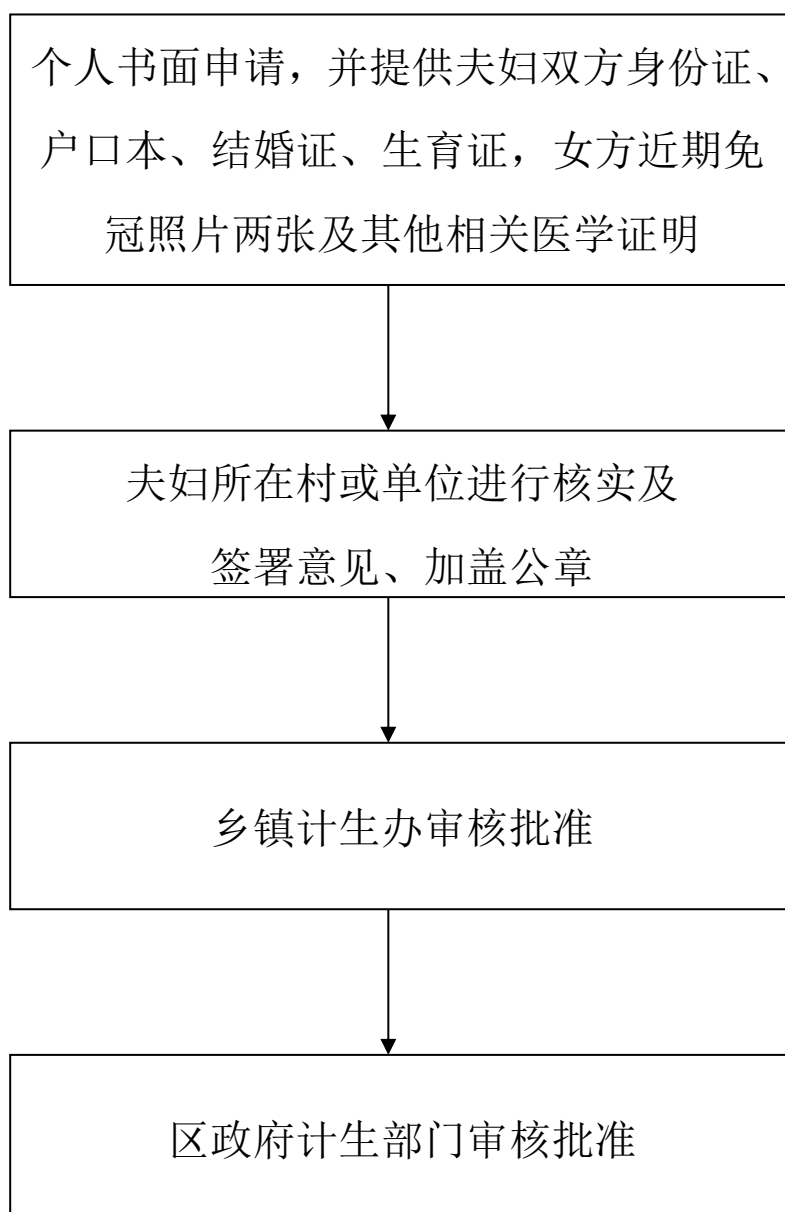 个人书面申请，并提供夫妇双方身份证、
户口本、结婚证、生育证，女方近期免
冠照片两张及其他相关医学证明
夫妇所在村或单位进行核实及
签署意见、加盖公章
乡镇计生办审核批准
区政府计生部门审核批准